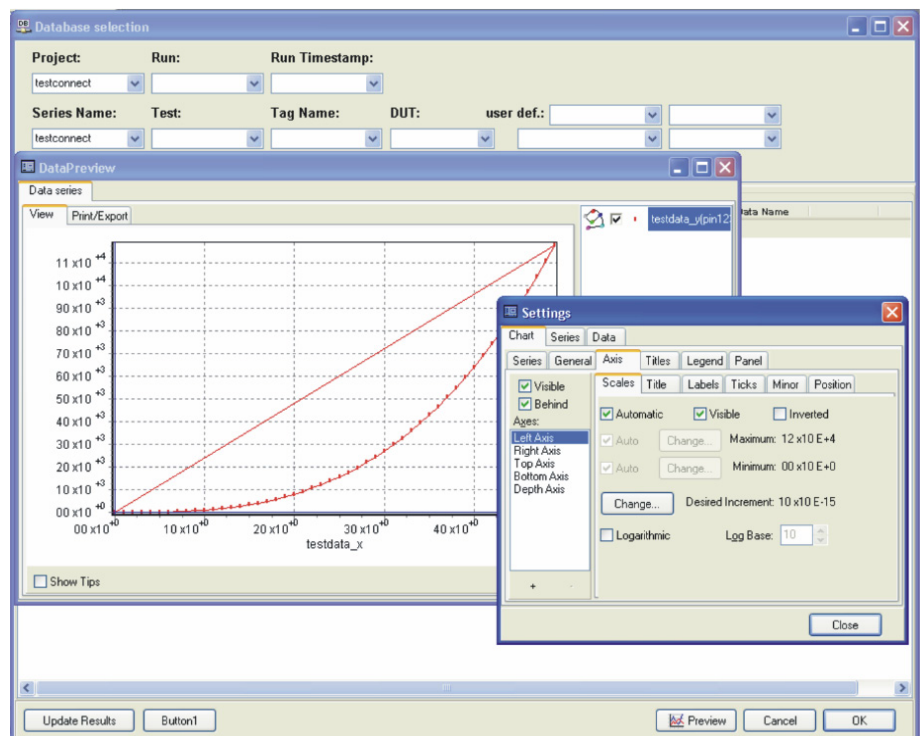 Database selection
Project: Run: Run Timestamp:
testconnect
Series Name: Test: Tag Name: DUT: user def.:
testconnect
DataPreview
Data series
View Print/Export
testdata_y(pin12
ata Name
11 x10 +4
10 x10 +4
90 x10 +3
80 x10 +3
70 x10 +3
60 x10 +3
50 x10 +3
40 x10 +3
30 x10 +3
20 x10 +3
10 x10 +3
00 x10 +0
00 x10 +0 10 x10 +0 20 x10 +0 30 x10 +0 40 x10 +0
testdata_x
Show Tips
Settings
Chart Series Data
Series General Axis Titles Legend Panel
Visible
Behind
Axes:
Left Axis
Right Axis
Top Axis
Bottom Axis
Depth Axis
+ -
Scales Title Labels Ticks Minor Position
Automatic Visible Inverted
Auto Change... Maximum: 12 x10 E+4
Auto Change... Minimum: 00 x10 E+0
Change... Desired Increment: 10 x10 E-15
Logarithmic Log Base: 10
Close
Update Results Button1 Preview Cancel OK